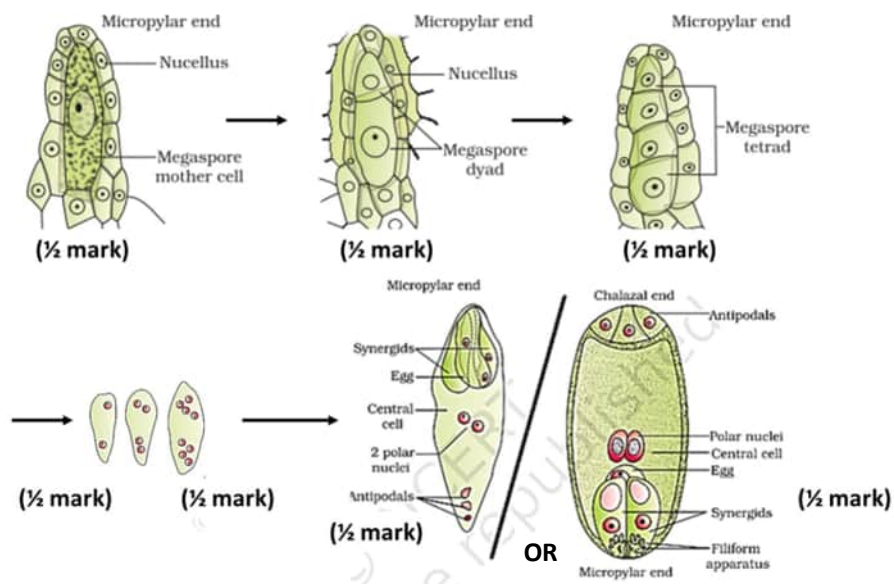 Micropylar end
Nucellus
Megaspore
mother cell
(½ mark)
Micropylar end
Nucellus
Megaspore
dyad
(½ mark)
Micropylar end
Megaspore
tetrad
(½ mark)
(½ mark)
(½ mark)
Micropylar end
Synergids
Egg
Central
cell
2 polar
nuclei
Antipodals
(½ mark)
OR
Chalazal end
Antipodals
Polar nuclei
Central cell
Egg
Synergids
Filiform
apparatus
Micropylar end
(½ mark)
© NCERT
republished